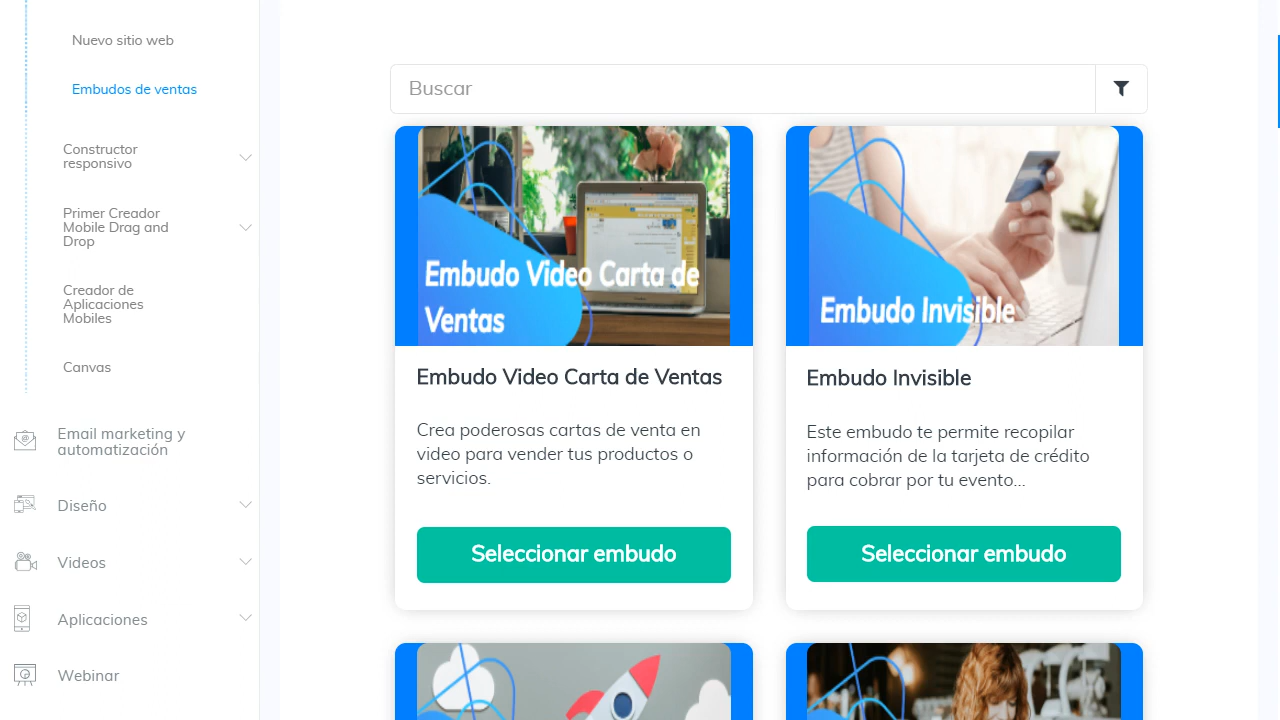 Nuevo sitio web
Embudos de ventas
Constructor
responsivo
Primer Creador
Mobile Drag and
Drop
Creador de
Aplicaciones
Mobiles
Canvas
Email marketing y
automatización
Diseño
Videos
Aplicaciones
Webinar
Buscar
Embudo Video Carta de
Ventas
Embudo Video Carta de Ventas
Crea poderosas cartas de venta en
video para vender tus productos o
servicios.
Seleccionar embudo
Embudo Invisible
Embudo Invisible
Este embudo te permite recopilar
información de la tarjeta de crédito
para cobrar por tu evento...
Seleccionar embudo